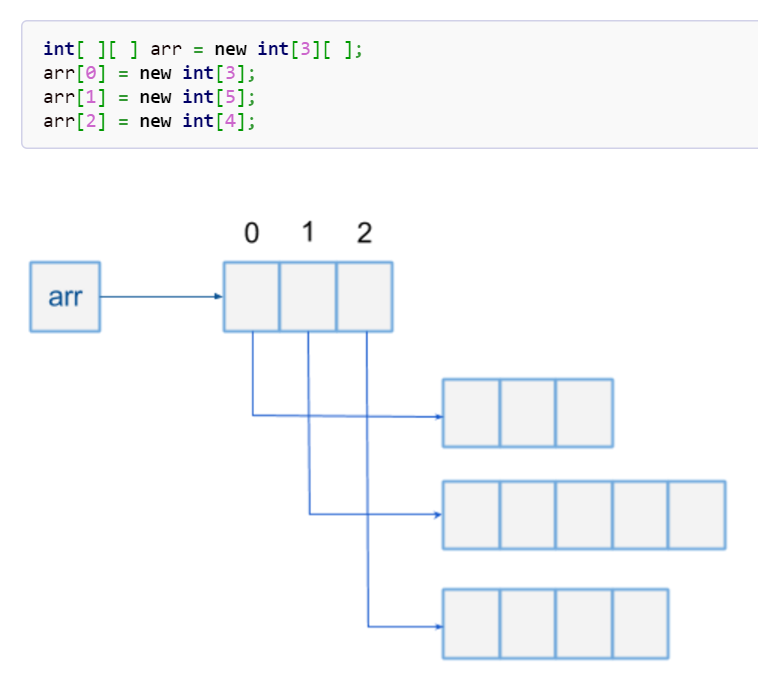 int[ ][ ] arr = new int[3][ ];
arr[0] = new int[3];
arr[1] = new int[5];
arr[2] = new int[4];
0 1 2
arr